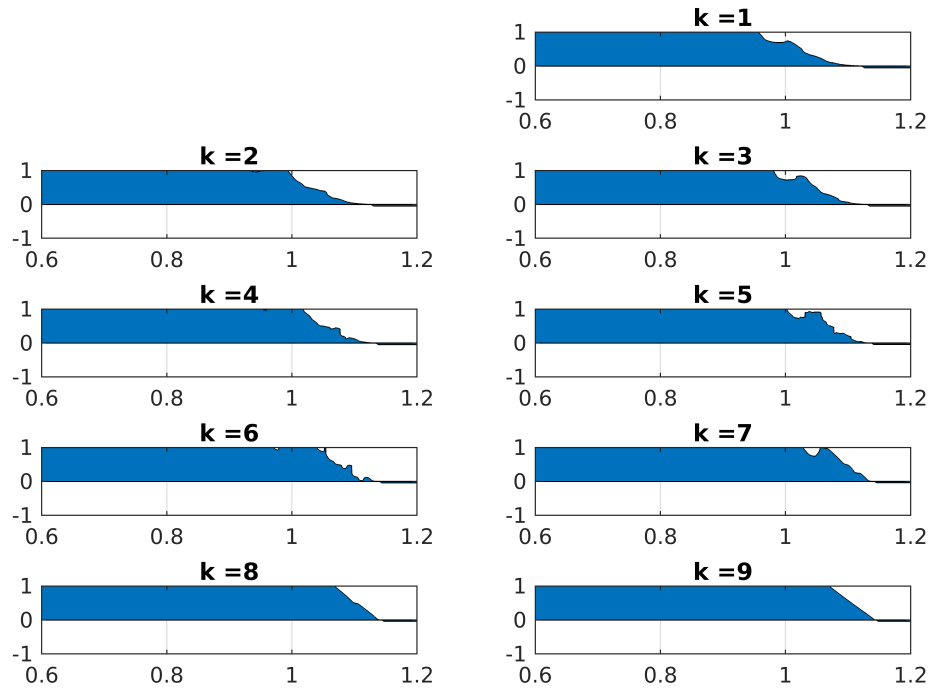 k =1
1
0
-1
0.6 0.8 1 1.2
k =2 k =3
1 1
0 0
-1 -1
0.6 0.8 1 1.2 0.6 0.8 1 1.2
k =4 k =5
1 1
0 0
-1 -1
0.6 0.8 1 1.2 0.6 0.8 1 1.2
k =6 k =7
1 1
0 0
-1 -1
0.6 0.8 1 1.2 0.6 0.8 1 1.2
k =8 k =9
1 1
0 0
-1 -1
0.6 0.8 1 1.2 0.6 0.8 1 1.2